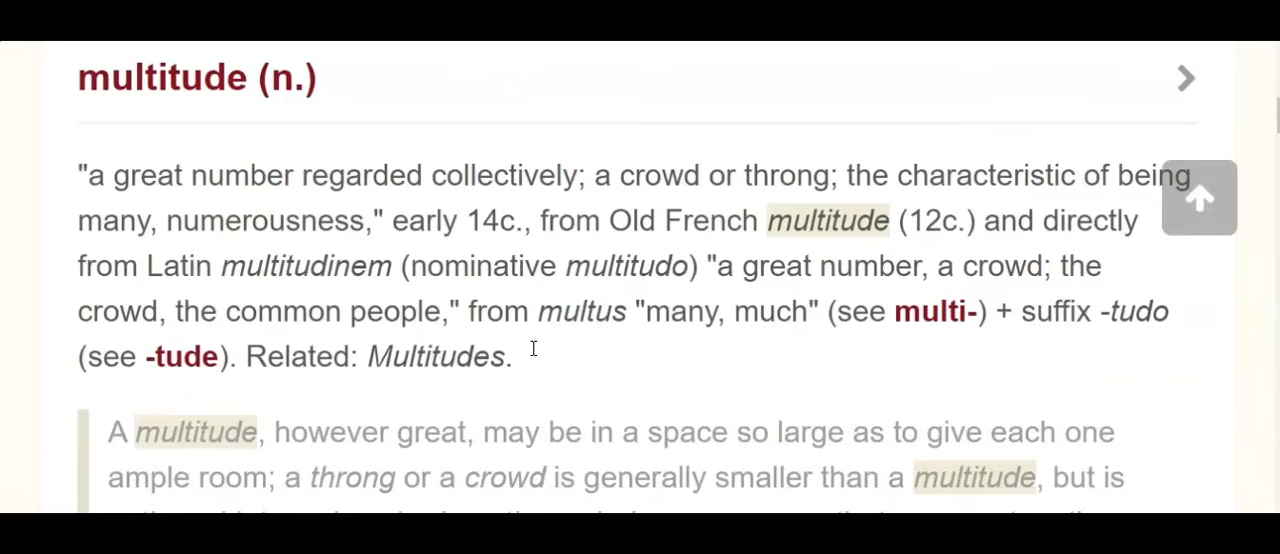 multitude (n.)
"a great number regarded collectively; a crowd or throng; the characteristic of being
many, numerousness," early 14c., from Old French multitude (12c.) and directly
from Latin multitudinem (nominative multitudo) "a great number, a crowd; the
crowd, the common people," from multus "many, much" (see multi-) + suffix -tudo
(see -tude). Related: Multitudes.
A multitude, however great, may be in a space so large as to give each one
ample room; a throng or a crowd is generally smaller than a multitude, but is